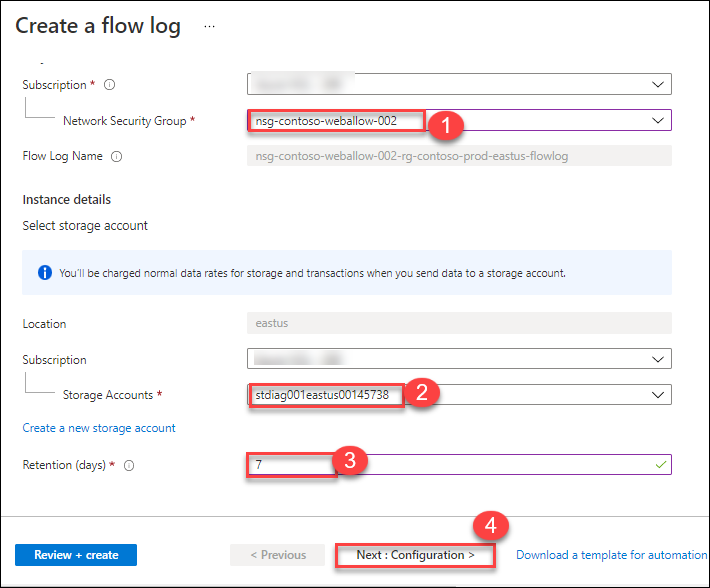 Create a flow log ...
Subscription *
Network Security Group * nsg-contoso-weballow-002 1
Flow Log Name nsg-contoso-weballow-002-rg-contoso-prod-eastus-flowlog
Instance details
Select storage account
You'll be charged normal data rates for storage and transactions when you send data to a storage account.
Location eastus
Subscription
Storage Accounts * stdiag001eastus00145738 2
Create a new storage account
Retention (days) * 7 3
4
Review + create < Previous Next : Configuration > Download a template for automation